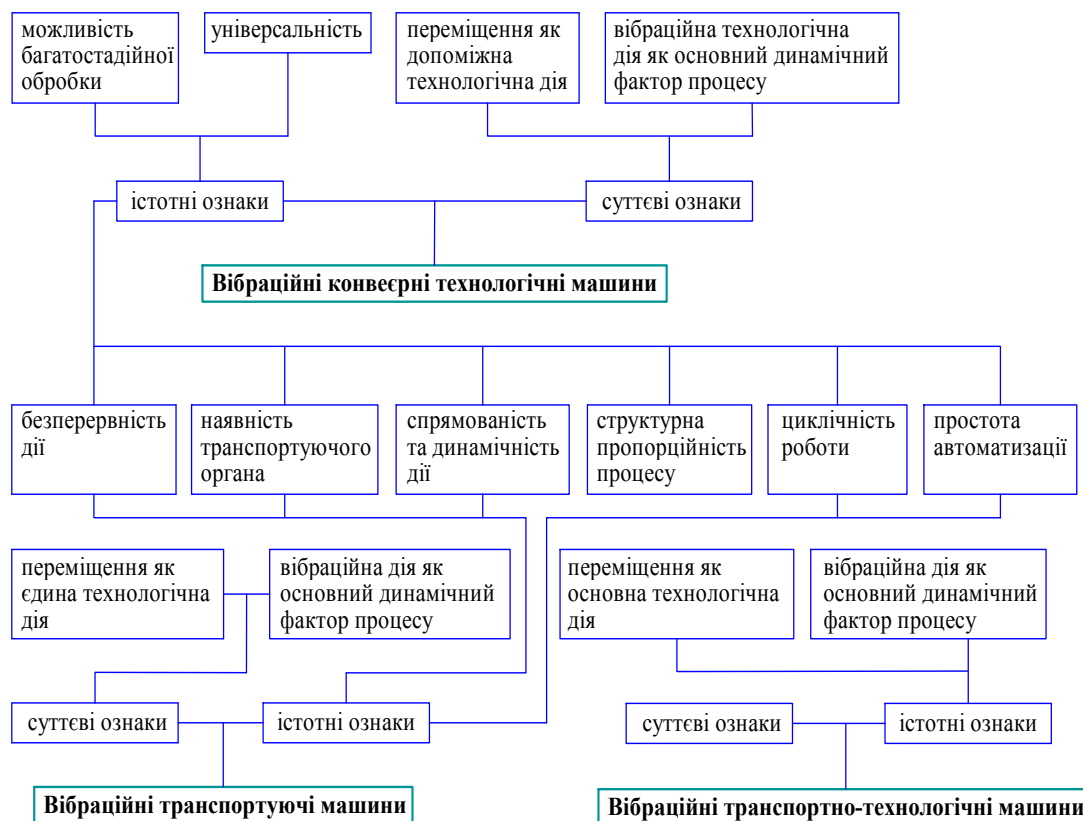 можливість
багатостадійної
обробки
універсальність
переміщення як
допоміжна
технологічна дія
вібраційна технологічна
дія як основний динамічний
фактор процесу
істотні ознаки
суттєві ознаки
Вібраційні конвеєрні технологічні машини
безперервність
дії
наявність
транспортуючого
органа
спрямованість
та динамічність
дії
структурна
пропорційність
процесу
циклічність
роботи
простота
автоматизації
переміщення як
єдина технологічна
дія
вібраційна дія як
основний динамічний
фактор процесу
переміщення як
основна технологічна
дія
вібраційна дія як
основний динамічний
фактор процесу
суттєві ознаки
істотні ознаки
суттєві ознаки
істотні ознаки
Вібраційні транспортуючі машини
Вібраційні транспортно-технологічні машини